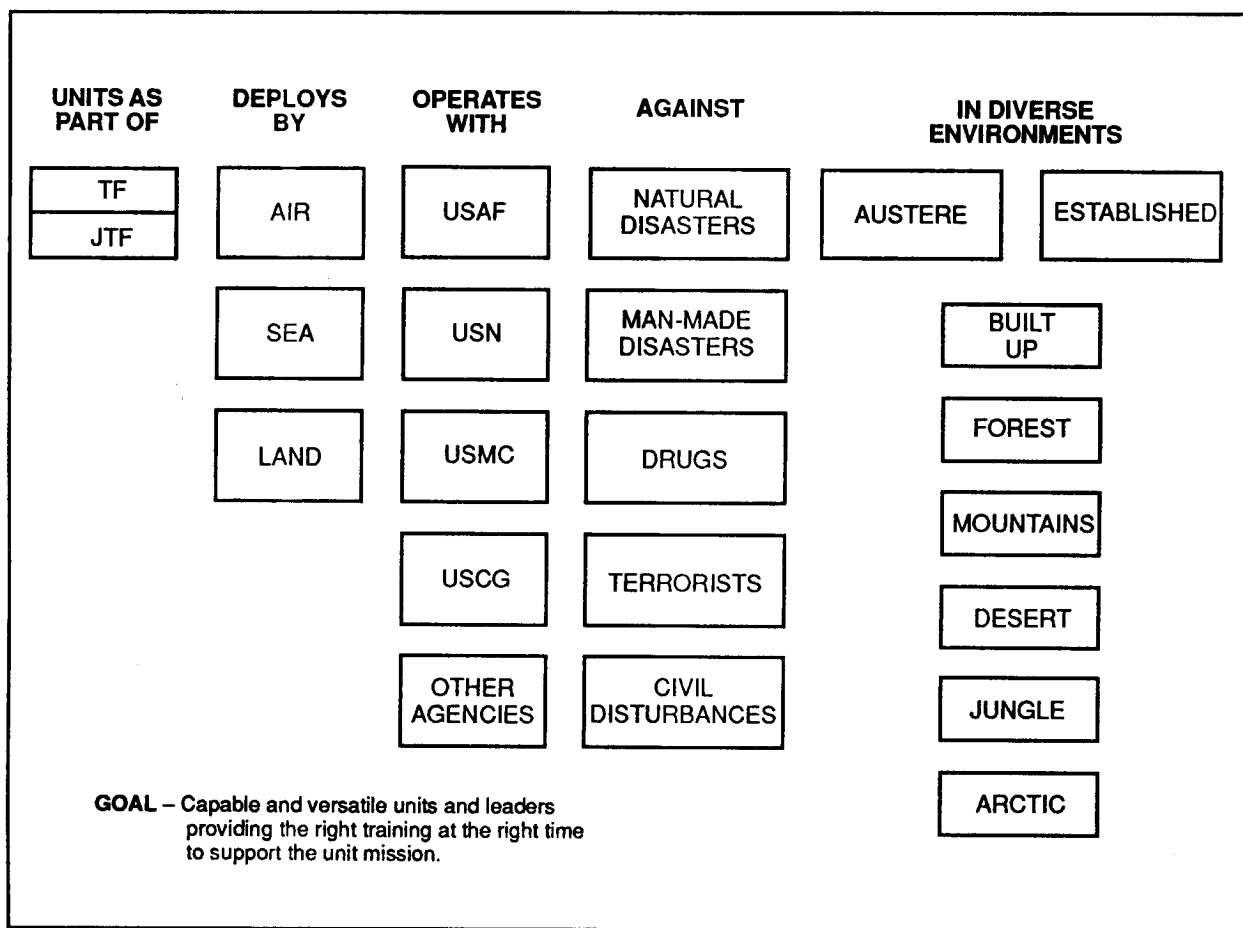 UNITS AS
PART OF
DEPLOYS
BY
OPERATES
WITH
AGAINST
IN DIVERSE
ENVIRONMENTS
TF
JTF
AIR
SEA
LAND
USAF
USN
USMC
USCG
OTHER
AGENCIES
NATURAL
DISASTERS
MAN-MADE
DISASTERS
DRUGS
TERRORISTS
CIVIL
DISTURBANCES
AUSTERE
ESTABLISHED
BUILT
UP
FOREST
MOUNTAINS
DESERT
JUNGLE
ARCTIC
GOAL – Capable and versatile units and leaders
providing the right training at the right time
to support the unit mission.